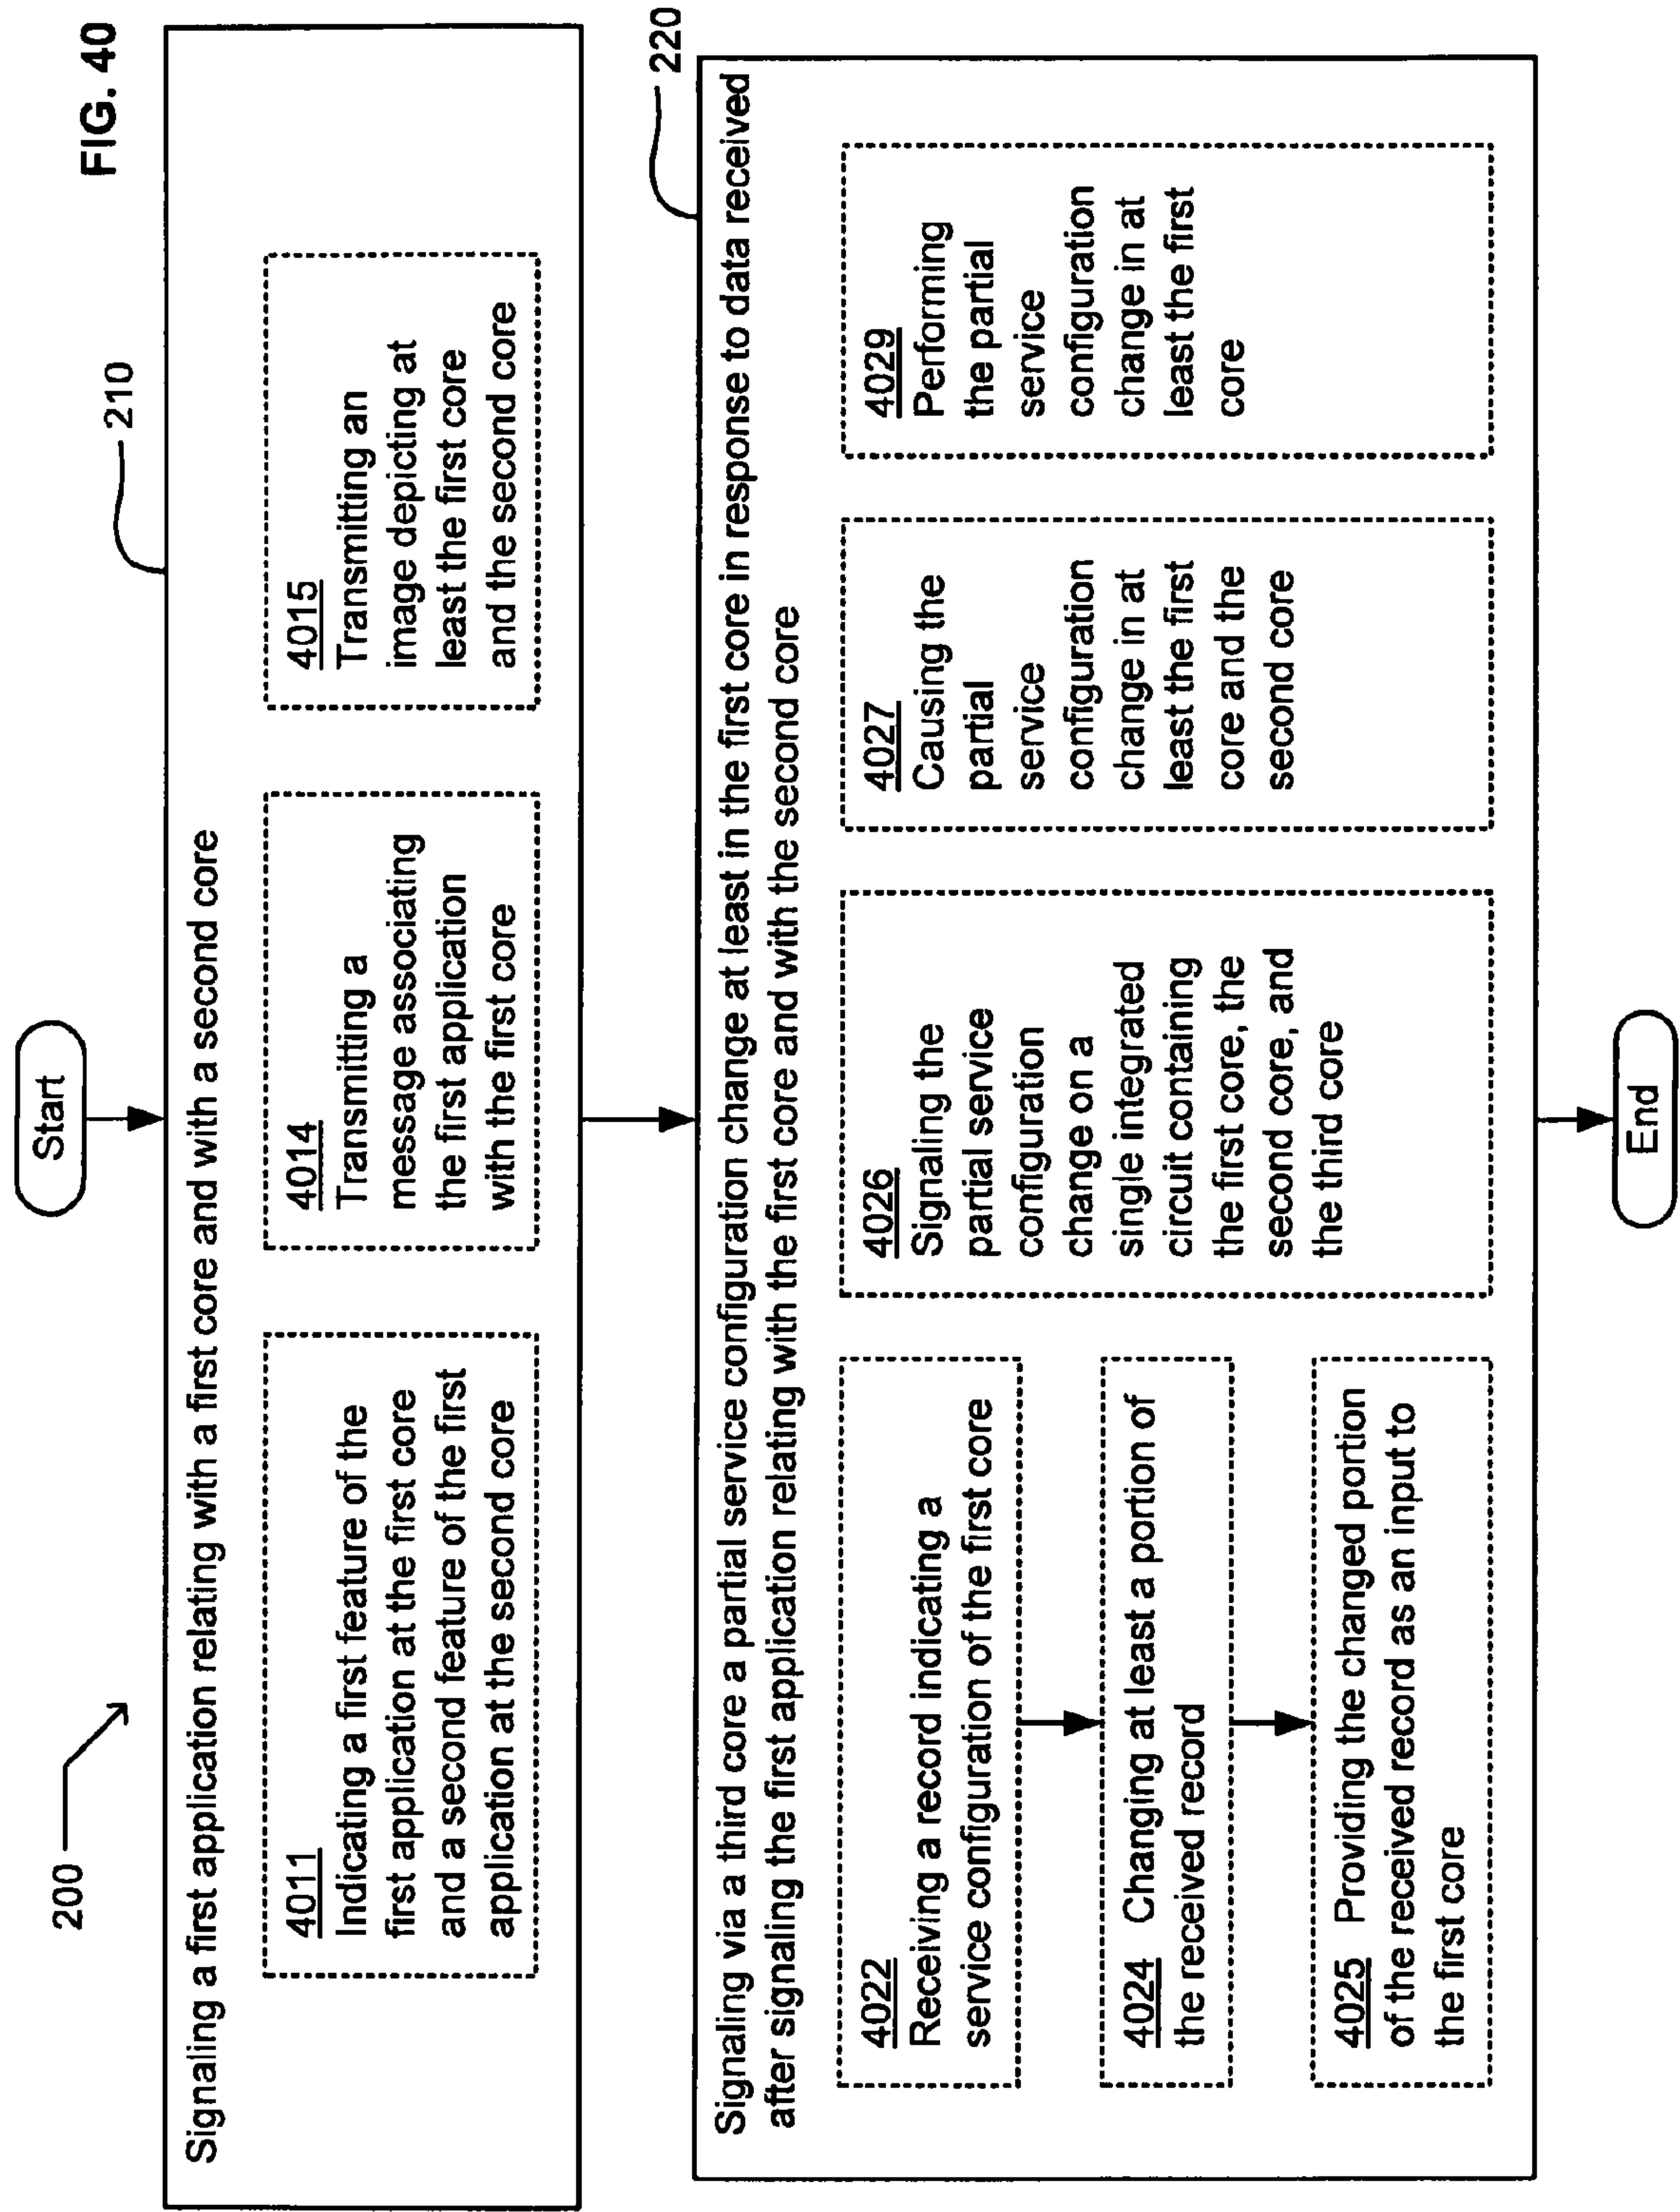 FIG. 40
200
Start
210
Signaling a first application relating with a first core and with a second core
4011
Indicating a first feature of the
first application at the first core
and a second feature of the first
application at the second core
4014
Transmitting a
message associating
the first application
with the first core
4015
Transmitting an
image depicting at
least the first core
and the second core
220
Signaling via a third core a partial service configuration change at least in the first core in response to data received
after signaling the first application relating with the first core and with the second core
4022
Receiving a record indicating a
service configuration of the first core
4024 Changing at least a portion of
the received record
4025 Providing the changed portion
of the received record as an input to
the first core
4026
Signaling the
partial service
configuration
change on a
single integrated
circuit containing
the first core, the
second core, and
the third core
4027
Causing the
partial
service
configuration
change in at
least the first
core and the
second core
4029
Performing
the partial
service
configuration
change in at
least the first
core
End